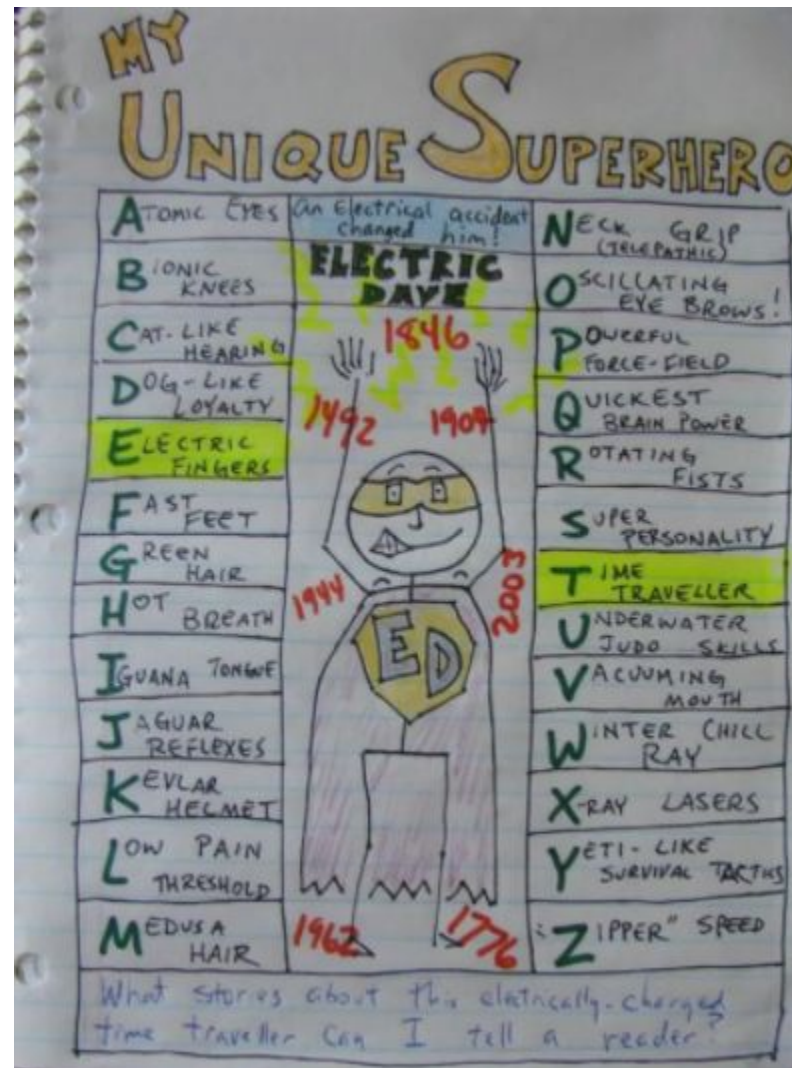 MY
UNIQUE SUPERHERO
ATOMIC EYES
BIONIC
KNEES
CAT-LIKE
HEARING
DOG-LIKE
LOYALTY
ELECTRIC
FINGERS
FAST
FEET
GREEN
HAIR
HOT BREATH
IGUANA TONGUE
JAGUAR
REFLEXES
KEVLAR
HELMET
LOW PAIN
THRESHOLD
MEDUSA
HAIR
An Electrical accident
changed him!
ELECTRIC
DAVE
1846
1492
1904
1944
2003
ED
1962
1776
NECK GRIP
(TELEPATHIC)
OSCILLATING
EYE BROWS!
POWERFUL
FORCE-FIELD
QUICKEST
BRAIN POWER
ROTATING
FISTS
SUPER
PERSONALITY
TIME
TRAVELLER
UNDERWATER
JUDO SKILLS
VACUUMING
MOUTH
WINTER CHILL
RAY
X-RAY LASERS
YETI-LIKE
SURVIVAL
"ZIPPER" SPEED
What stories about this electrically-charged
time traveller can I tell a reader?